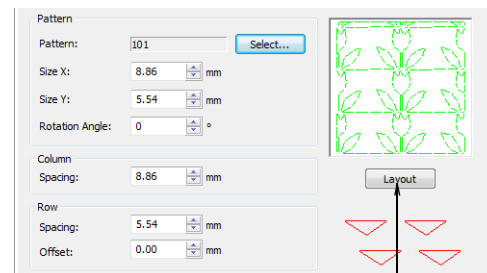 Pattern
Pattern: 101 Select...
Size X: 8.86 mm
Size Y: 5.54 mm
Rotation Angle: 0 °
Column
Spacing: 8.86 mm
Layout
Row
Spacing: 5.54 mm
Offset: 0.00 mm